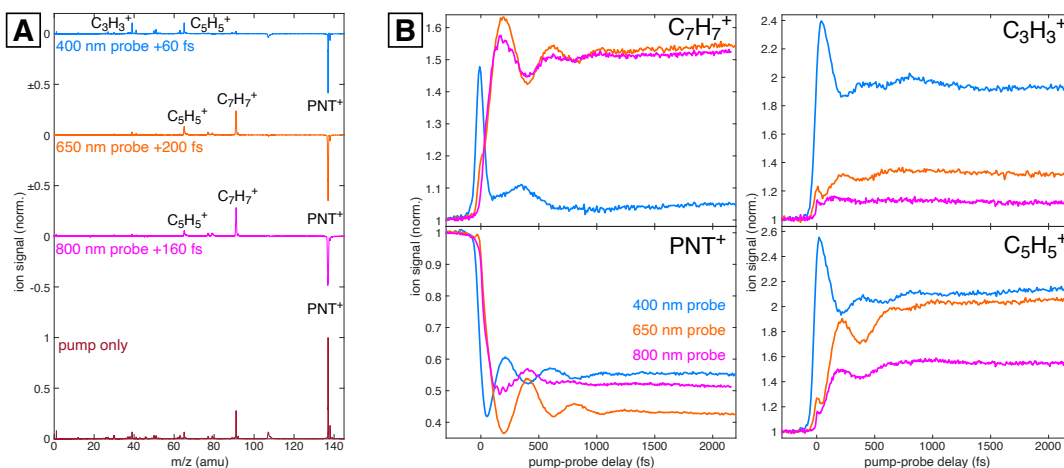 A
C₃H₃⁺
C₅H₅⁺
0
400 nm probe +60 fs
±0.5
PNT⁺
C₇H₇⁺
C₅H₅⁺
0
650 nm probe +200 fs
±0.5
PNT⁺
C₇H₇⁺
C₅H₅⁺
0
800 nm probe +160 fs
-0.5
PNT⁺
1
pump only
0.5
0
0 20 40 60 80 100 120 140
m/z (amu)
ion signal (norm.)
B
C₇H₇⁺
1.6
1.5
1.4
1.3
1.2
1.1
1
ion signal (norm.)
C₃H₃⁺
2.4
2.2
2
1.8
1.6
1.4
1.2
1
ion signal (norm.)
PNT⁺
1
0.9
0.8
0.7
0.6
0.5
0.4
400 nm probe
650 nm probe
800 nm probe
ion signal (norm.)
0 500 1000 1500 2000
pump-probe delay (fs)
C₅H₅⁺
2.6
2.4
2.2
2
1.8
1.6
1.4
1.2
1
ion signal (norm.)
0 500 1000 1500 2000
pump-probe delay (fs)